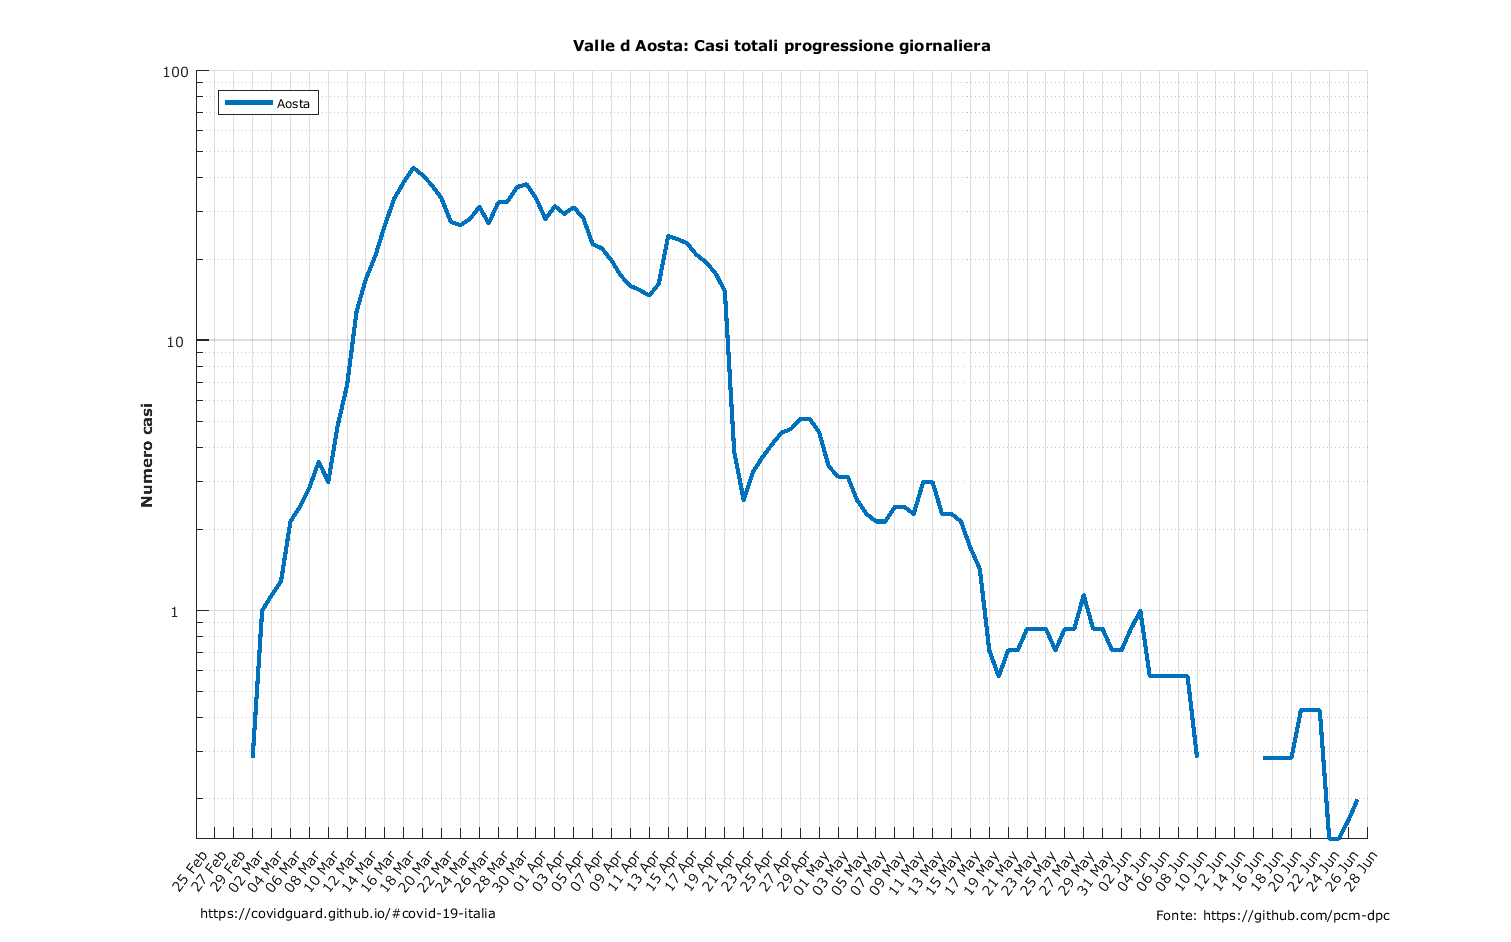 Valle d Aosta: Casi totali progressione giornaliera
100
Aosta
10
Numero casi
1
25 Feb
27 Feb
29 Feb
02 Mar
04 Mar
06 Mar
08 Mar
10 Mar
12 Mar
14 Mar
16 Mar
18 Mar
20 Mar
22 Mar
24 Mar
26 Mar
28 Mar
30 Mar
01 Apr
03 Apr
05 Apr
07 Apr
09 Apr
11 Apr
13 Apr
15 Apr
17 Apr
19 Apr
21 Apr
23 Apr
25 Apr
27 Apr
29 Apr
01 May
03 May
05 May
07 May
09 May
11 May
13 May
15 May
17 May
19 May
21 May
23 May
25 May
27 May
29 May
31 May
02 Jun
04 Jun
06 Jun
08 Jun
10 Jun
12 Jun
14 Jun
16 Jun
18 Jun
20 Jun
22 Jun
24 Jun
26 Jun
28 Jun
https://covidguard.github.io/#covid-19-italia
Fonte: https://github.com/pcm-dpc